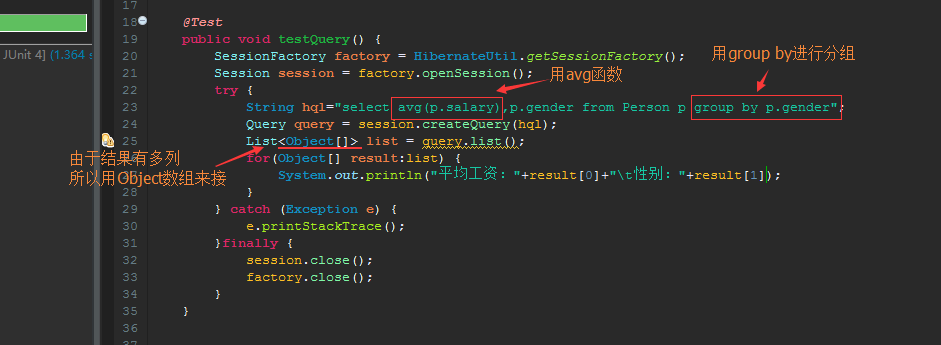 17
18 @Test
JUnit 4] (1.364 s
19 public void testQuery() {
20 SessionFactory factory = HibernateUtil.getSessionFactory();
21 Session session = factory.openSession();
用group by进行分组
用avg函数
22 try {
23 String hql="select avg(p.salary),p.gender from Person p group by p.gender";
24 Query query = session.createQuery(hql);
25 List<Object[]> list = query.list();
由于结果有多列
所以用Object数组来接
for(Object[] result:list) {
System.out.println("平均工资："+result[0]+"\t性别："+result[1]);
28 }
29 } catch (Exception e) {
30 e.printStackTrace();
31 }finally {
32 session.close();
33 factory.close();
34 }
35 }
36